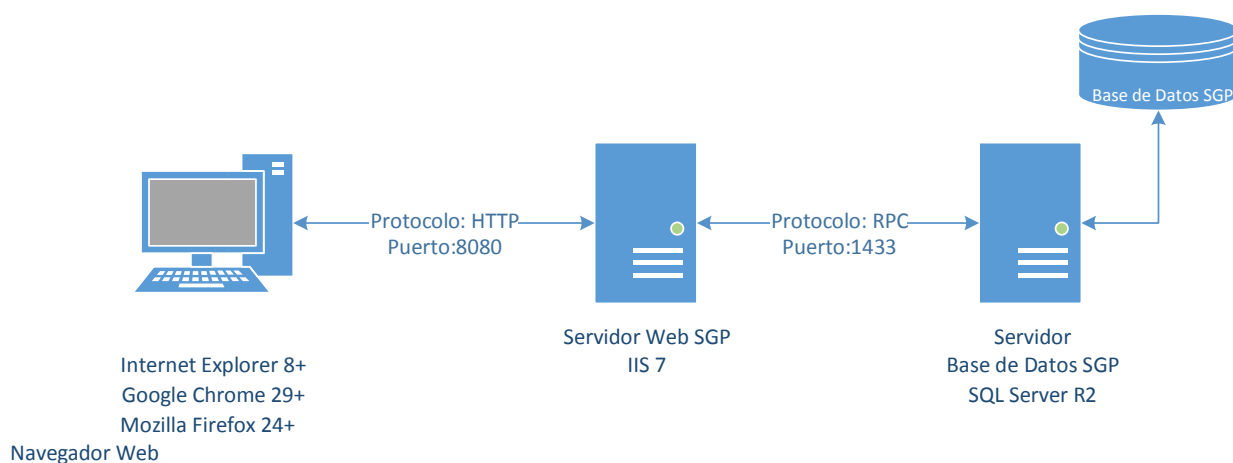 Base de Datos SGP
Protocolo: HTTP
Puerto:8080
Protocolo: RPC
Puerto:1433
Internet Explorer 8+
Google Chrome 29+
Mozilla Firefox 24+
Navegador Web
Servidor Web SGP
IIS 7
Servidor
Base de Datos SGP
SQL Server R2